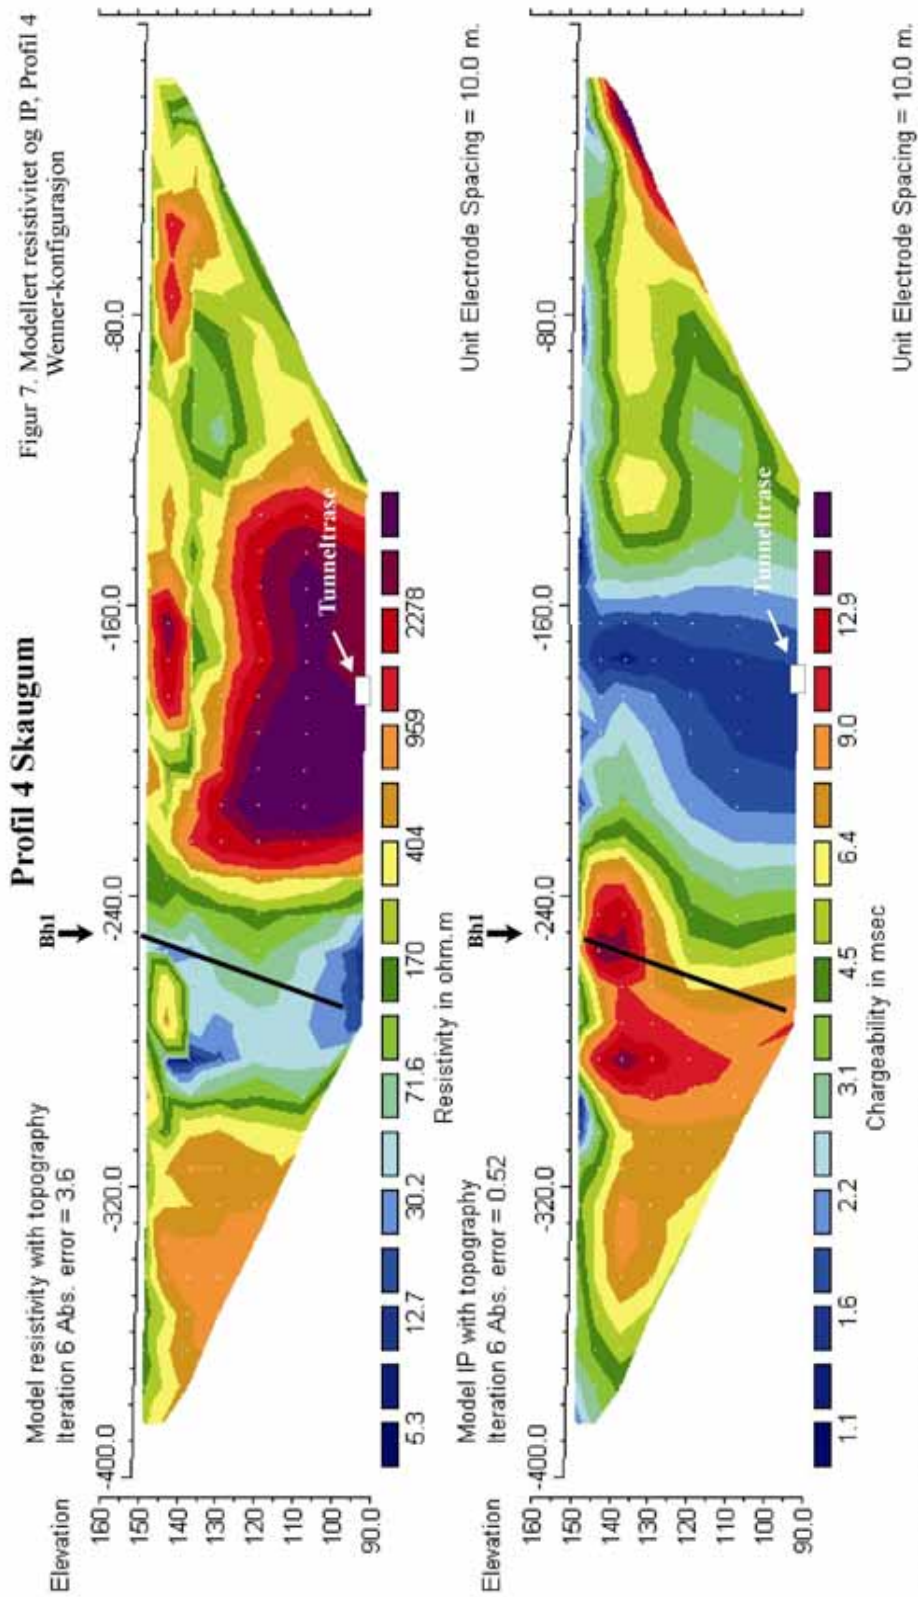 Figur 7. Modellert resistivitet og IP, Profil 4
Wenner-konfigurasjon
Profil 4 Skaugum
Model resistivity with topography
Iteration 6 Abs. error = 3.6
Bh1
Elevation
-400.0 -320.0 -240.0 -160.0 -80.0
160
150
140
130
120
110
100
90.0
Tunneltrase
5.3 12.7 30.2 71.6 170 404 969 2278
Resistivity in ohm.m
Unit Electrode Spacing = 10.0 m.
Model IP with topography
Iteration 6 Abs. error = 0.52
Bh1
Elevation
-400.0 -320.0 -240.0 -160.0 -80.0
160
150
140
130
120
110
100
90.0
Tunneltrase
1.1 1.6 2.2 3.1 4.5 6.4 9.0 12.9
Chargeability in msec
Unit Electrode Spacing = 10.0 m.